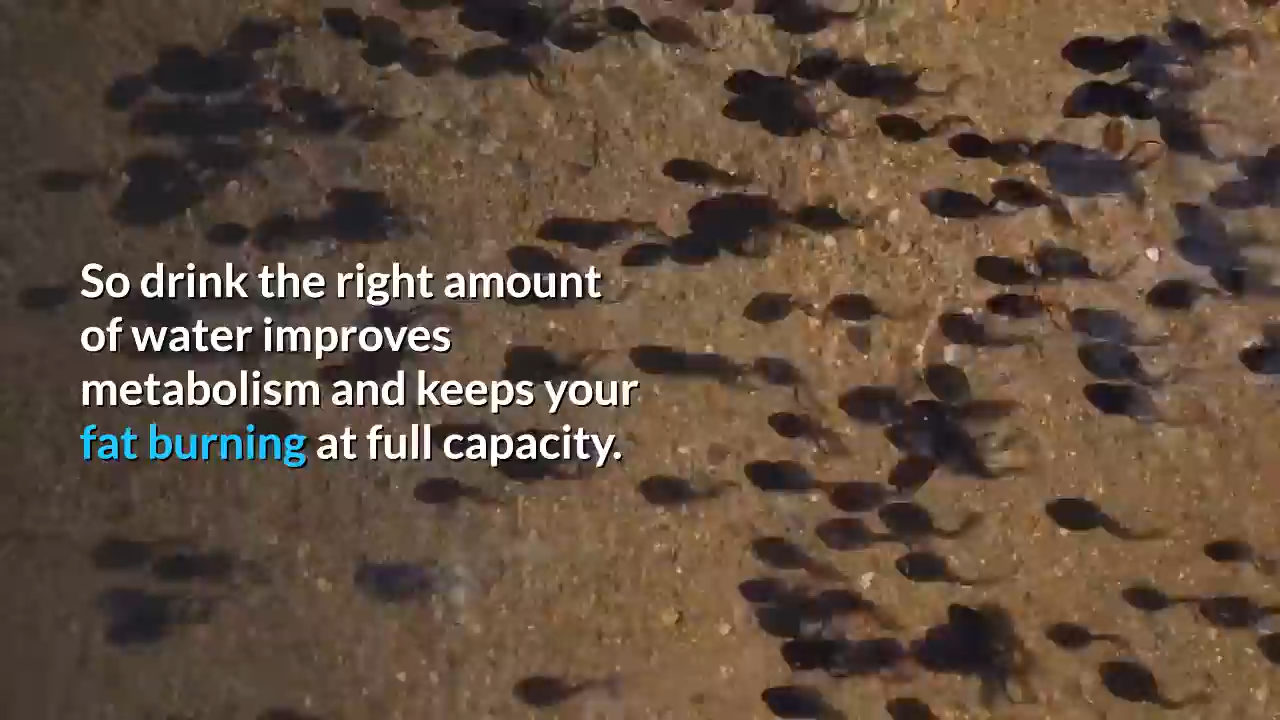 So drink the right amount
of water improves
metabolism and keeps your
fat burning at full capacity.